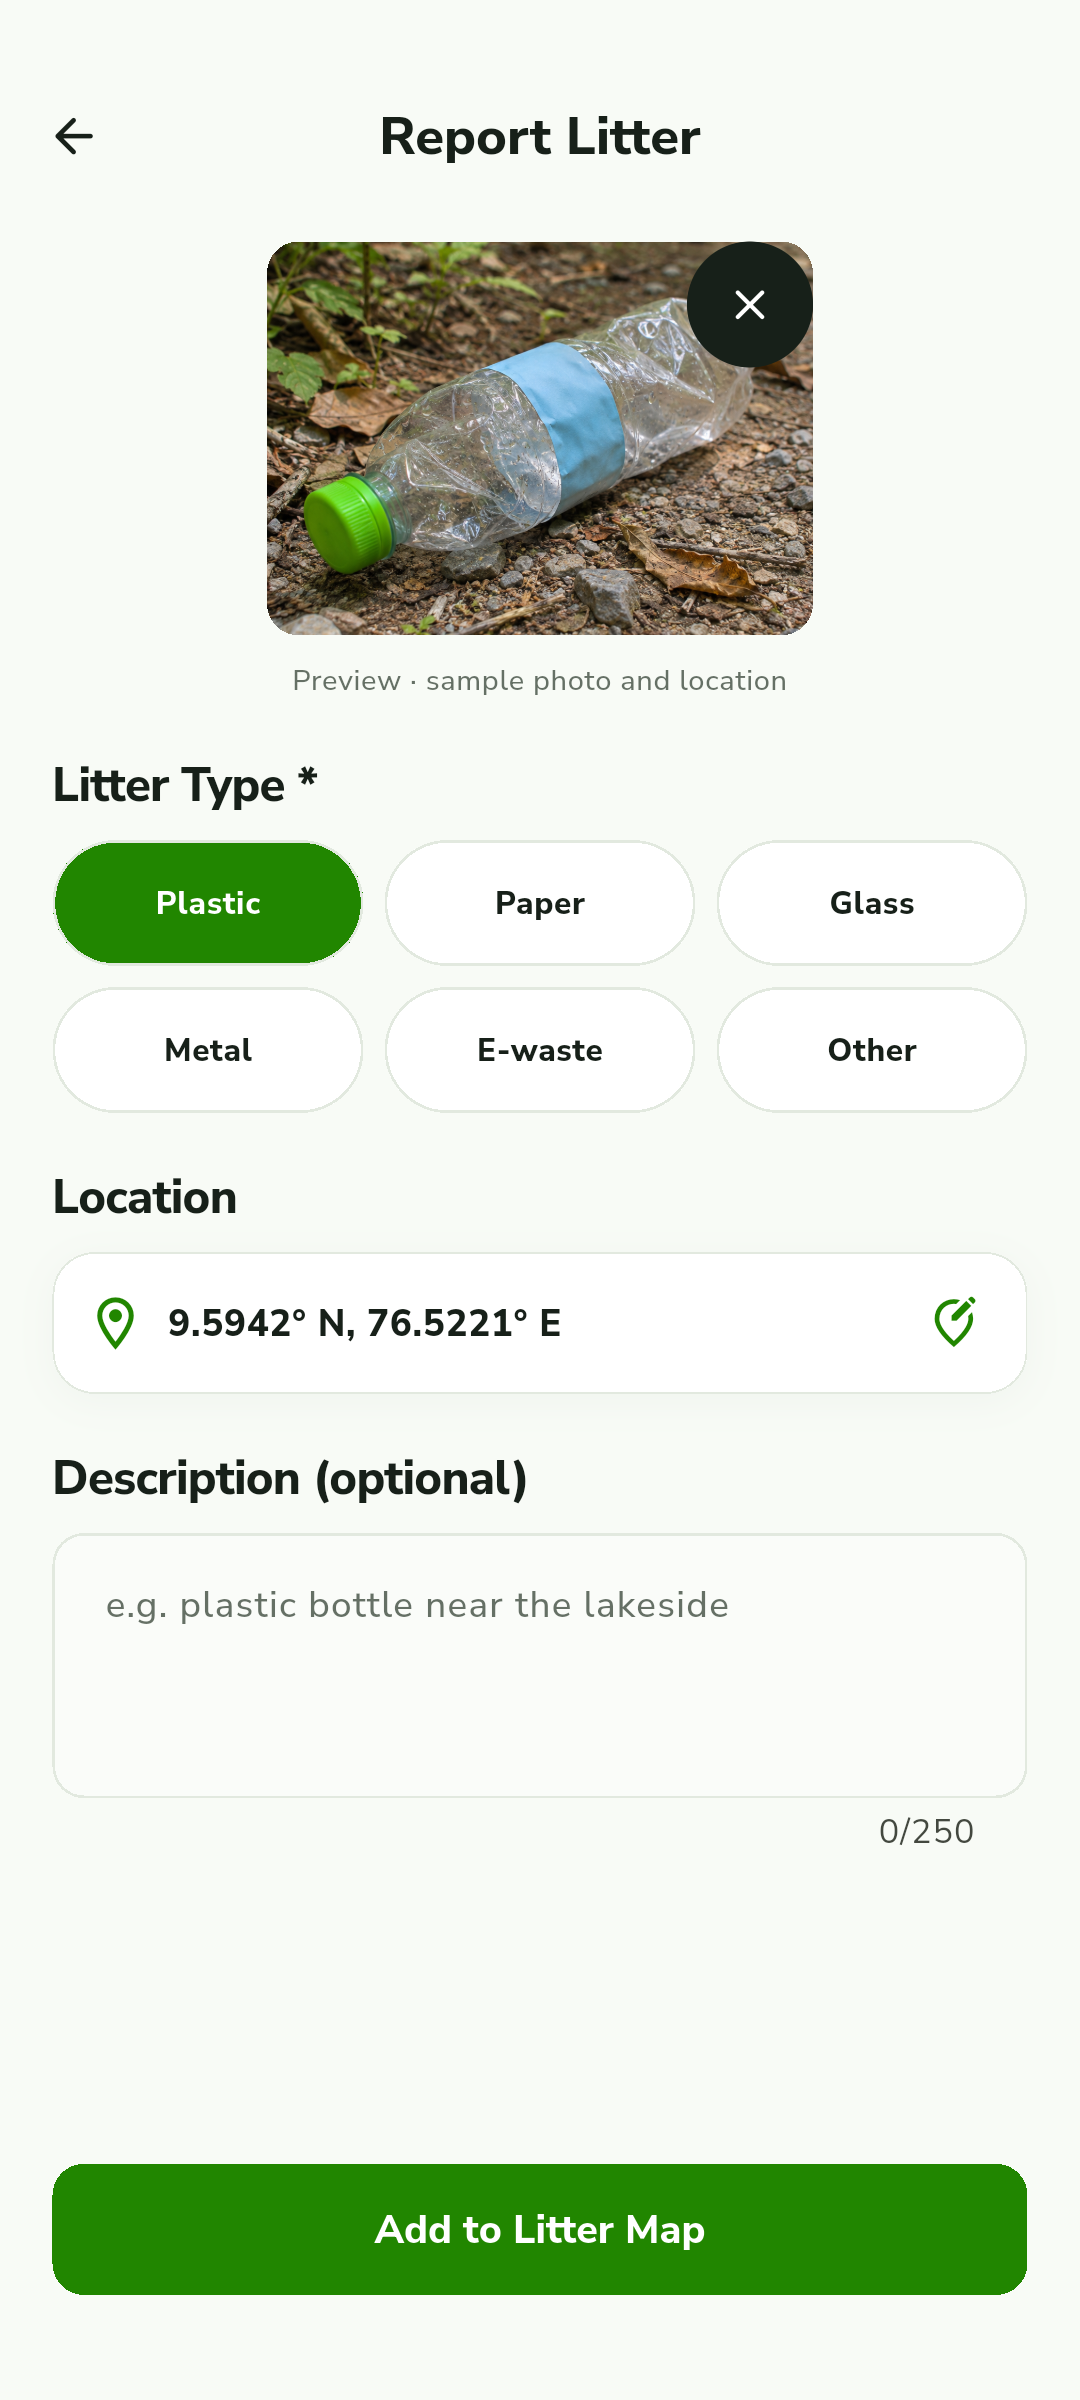 Report Litter
Preview · sample photo and location
Litter Type *
Plastic
Paper
Glass
Metal
E-waste
Other
Location
9.5942° N, 76.5221° E
Description (optional)
e.g. plastic bottle near the lakeside
0/250
Add to Litter Map